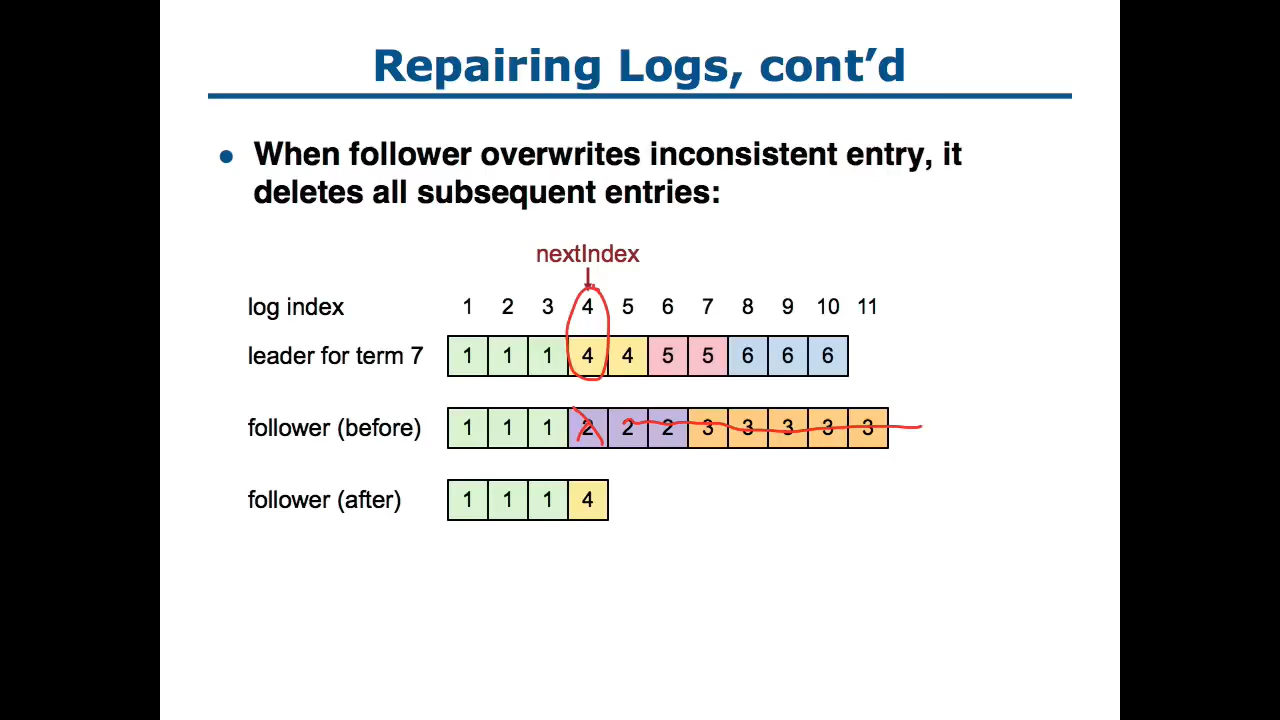 Repairing Logs, cont’d
● When follower overwrites inconsistent entry, it
deletes all subsequent entries:
nextIndex
log index 1 2 3 4 5 6 7 8 9 10 11
leader for term 7 1 1 1 4 4 5 5 6 6 6
follower (before) 1 1 1 2 2 2 3 3 3 3 3
follower (after) 1 1 1 4